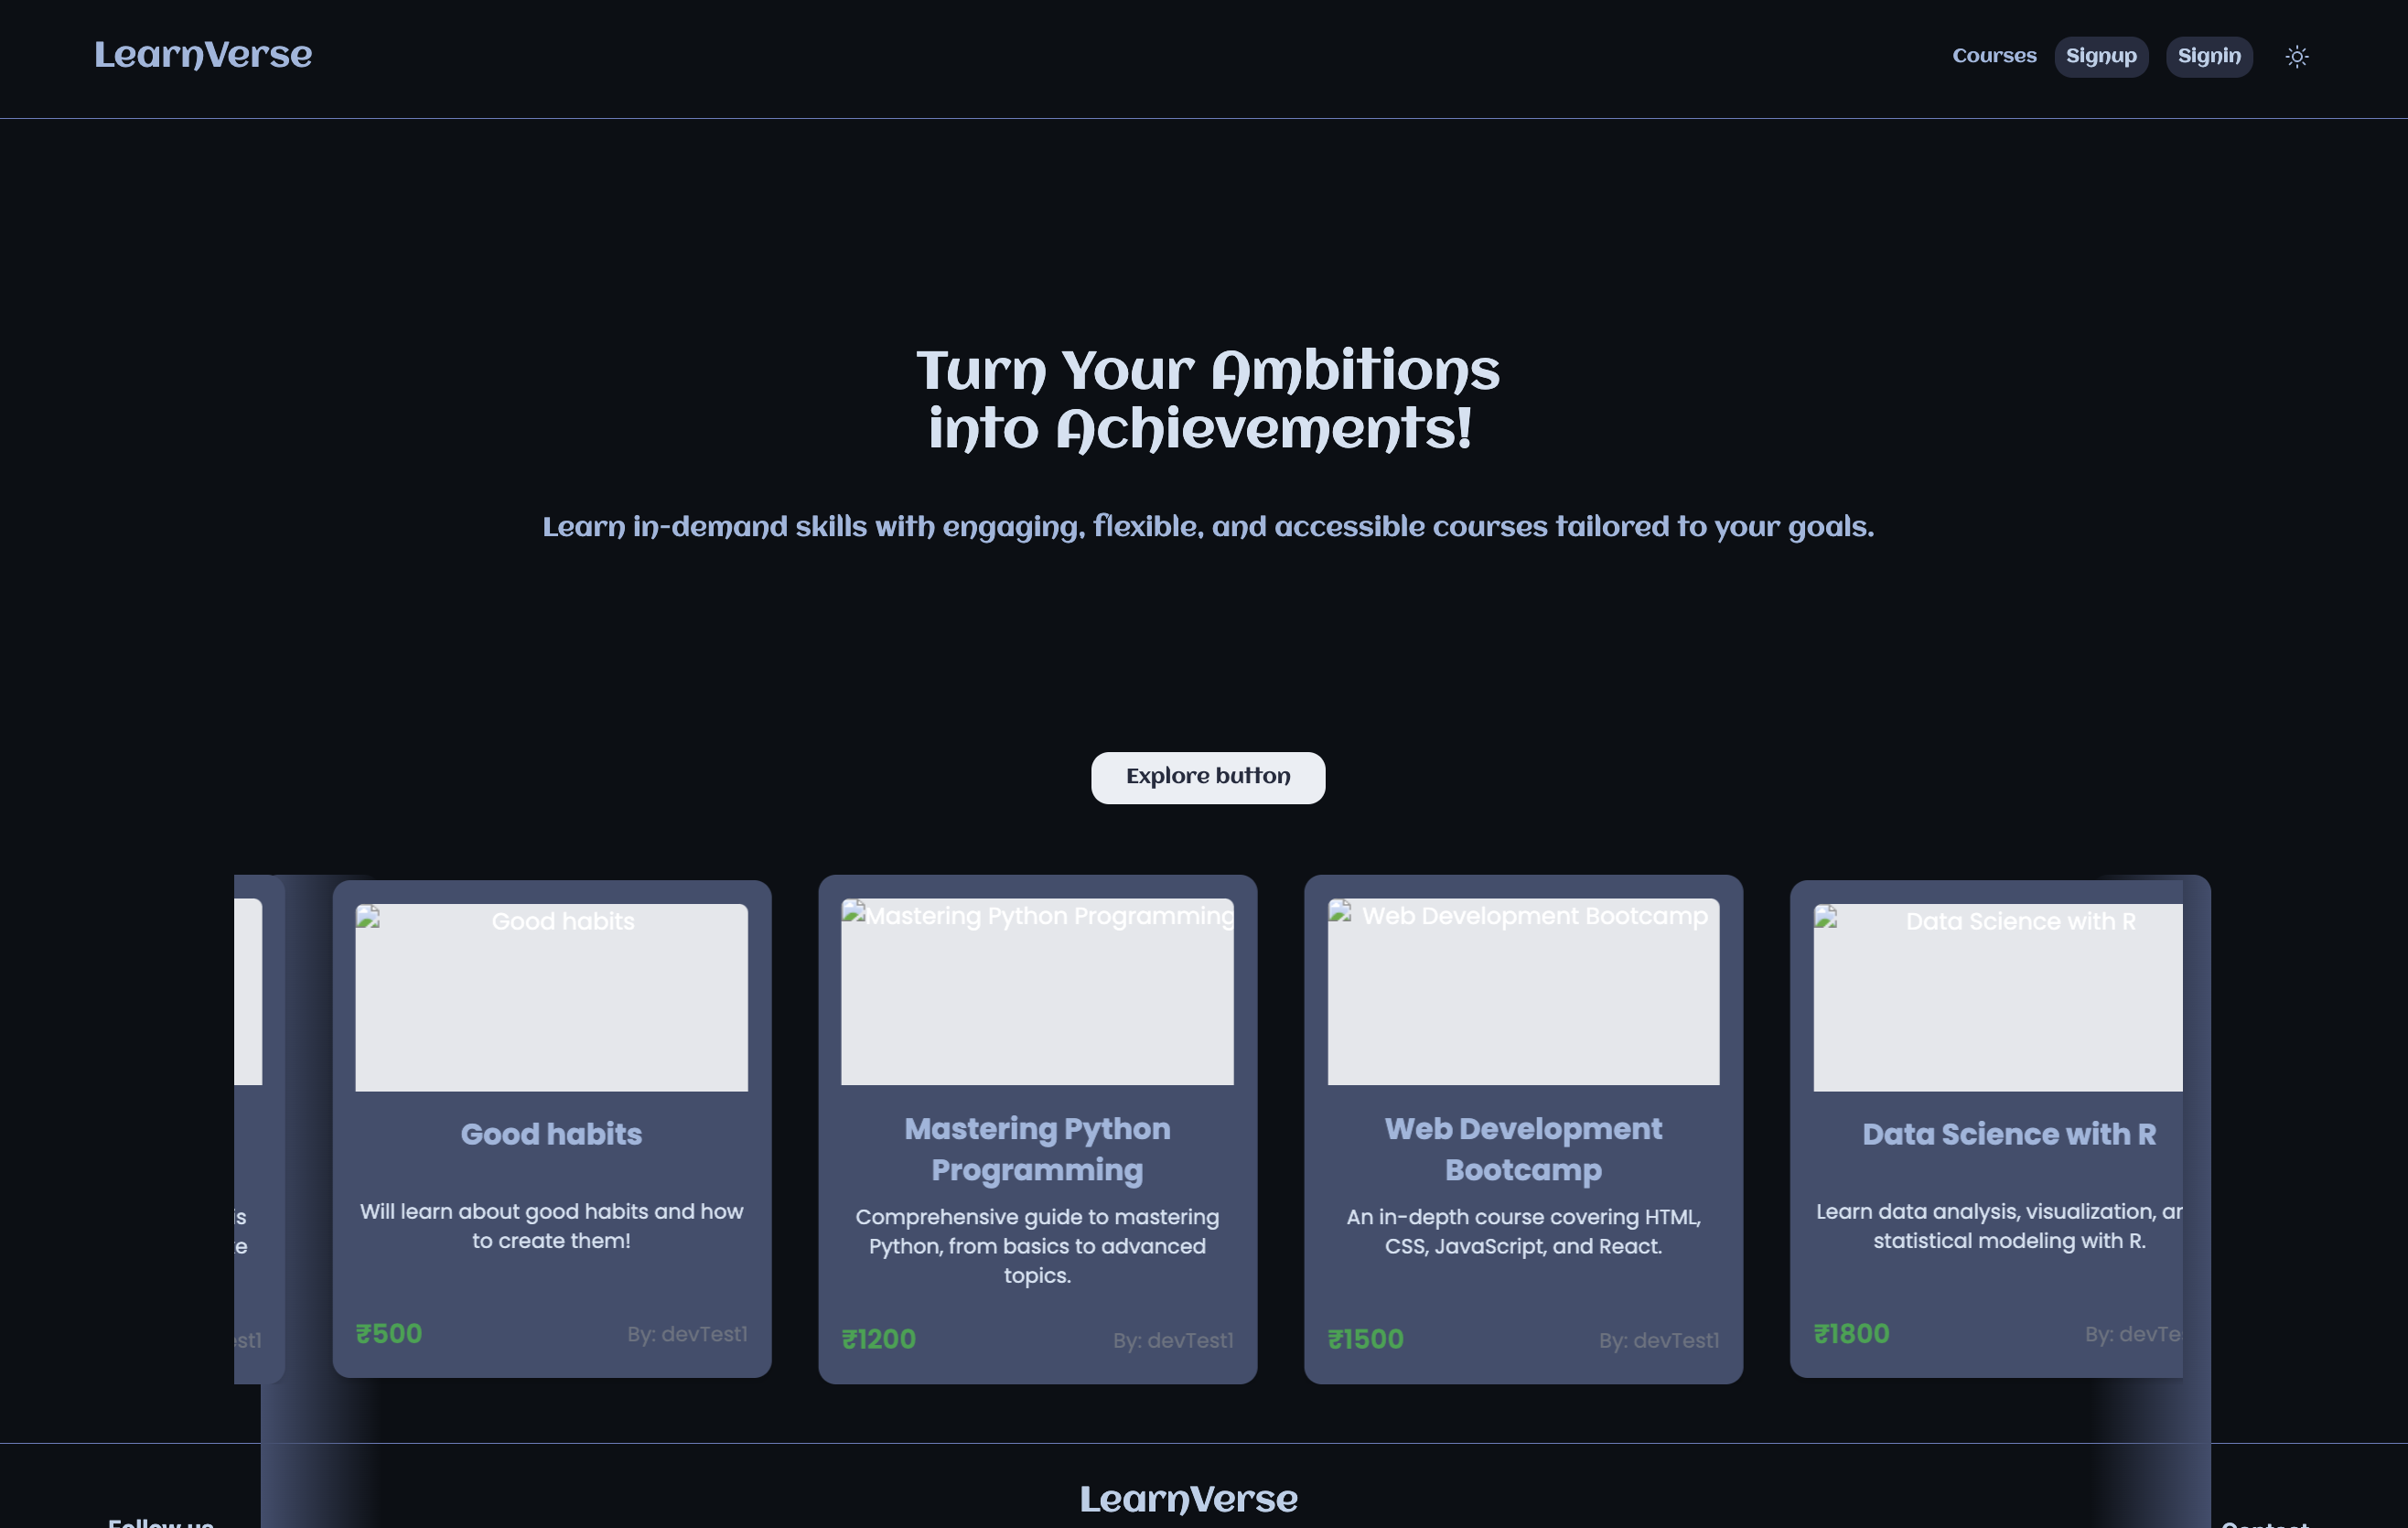 LearnVerse
Courses
Signup
Signin
Turn Your Ambitions
into Achievements!
Learn in-demand skills with engaging, flexible, and accessible courses tailored to your goals.
Explore button
Good habits
Good habits
Will learn about good habits and how
to create them!
₹500
By: devTest1
Mastering Python Programming
Mastering Python
Programming
Comprehensive guide to mastering
Python, from basics to advanced
topics.
₹1200
By: devTest1
Web Development Bootcamp
Web Development
Bootcamp
An in-depth course covering HTML,
CSS, JavaScript, and React.
₹1500
By: devTest1
Data Science with R
Data Science with R
Learn data analysis, visualization,
statistical modeling with R.
₹1800
By:
LearnVerse
Follow us
Contact